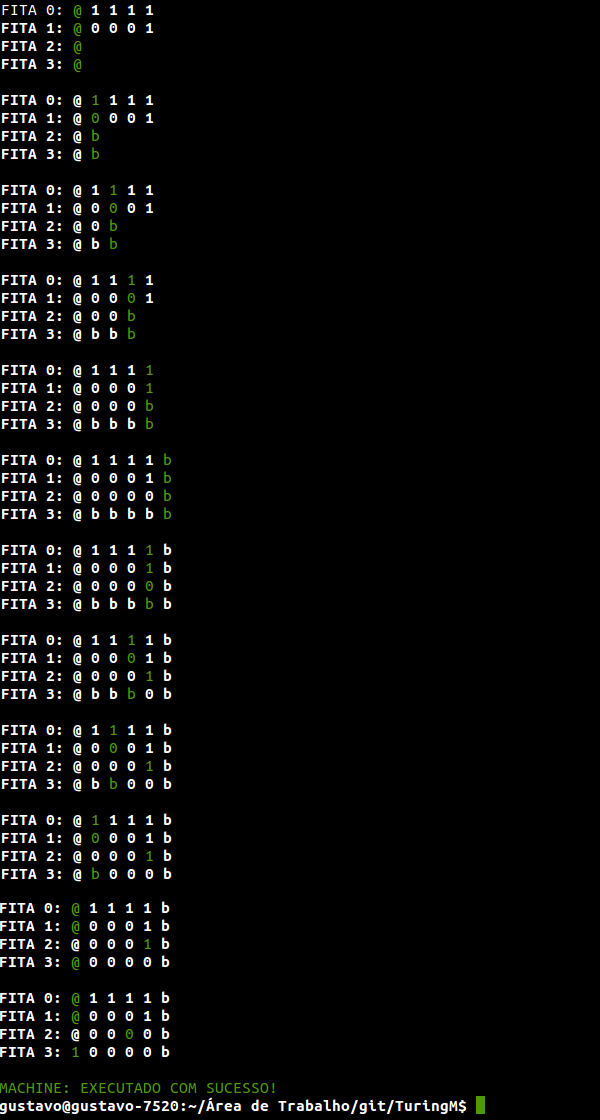 FITA 0: @ 1 1 1 1
FITA 1: @ 0 0 0 1
FITA 2: @
FITA 3: @
FITA 0: @ 1 1 1 1
FITA 1: @ 0 0 0 1
FITA 2: @ b
FITA 3: @ b
FITA 0: @ 1 1 1 1
FITA 1: @ 0 0 0 1
FITA 2: @ 0 b
FITA 3: @ b b
FITA 0: @ 1 1 1 1
FITA 1: @ 0 0 0 1
FITA 2: @ 0 0 b
FITA 3: @ b b b
FITA 0: @ 1 1 1 1
FITA 1: @ 0 0 0 1
FITA 2: @ 0 0 0 b
FITA 3: @ b b b b
FITA 0: @ 1 1 1 1 b
FITA 1: @ 0 0 0 1 b
FITA 2: @ 0 0 0 0 b
FITA 3: @ b b b b b
FITA 0: @ 1 1 1 1 b
FITA 1: @ 0 0 0 1 b
FITA 2: @ 0 0 0 0 b
FITA 3: @ b b b b b
FITA 0: @ 1 1 1 1 b
FITA 1: @ 0 0 0 1 b
FITA 2: @ 0 0 0 1 b
FITA 3: @ b b b 0 b
FITA 0: @ 1 1 1 1 b
FITA 1: @ 0 0 0 1 b
FITA 2: @ 0 0 0 1 b
FITA 3: @ b b 0 0 b
FITA 0: @ 1 1 1 1 b
FITA 1: @ 0 0 0 1 b
FITA 2: @ 0 0 0 1 b
FITA 3: @ b 0 0 0 b
FITA 0: @ 1 1 1 1 b
FITA 1: @ 0 0 0 1 b
FITA 2: @ 0 0 0 1 b
FITA 3: @ 0 0 0 0 b
FITA 0: @ 1 1 1 1 b
FITA 1: @ 0 0 0 1 b
FITA 2: @ 0 0 0 0 b
FITA 3: 1 0 0 0 0 b
MACHINE: EXECUTADO COM SUCESSO!
gustavo@gustavo-7520:~/Área de Trabalho/git/TuringM$